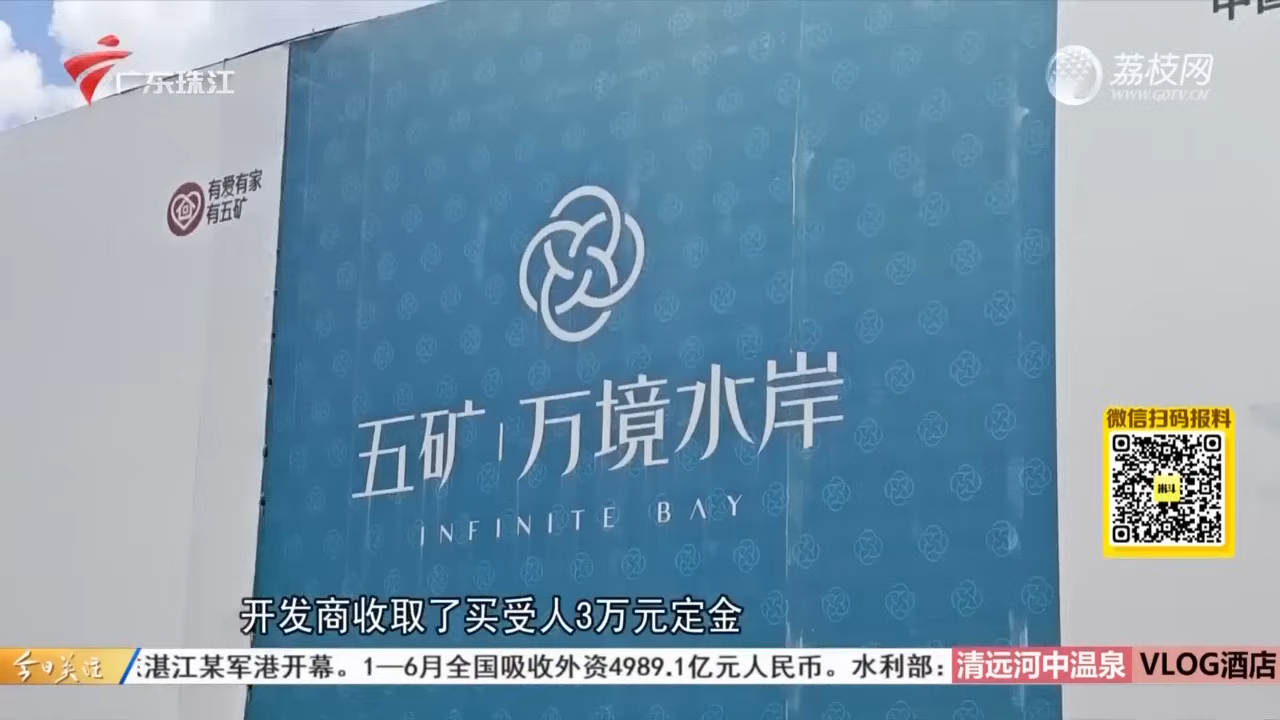 广东珠江
荔枝网
WWW.GDTV.CN
有爱有家
有五矿
五矿 | 万境水岸
INFINITE BAY
微信扫码报料
开发商收取了买受人3万元定金
今日关注
湛江某军港开幕。1—6月全国吸收外资4989.1亿元人民币。水利部：
清远河中温泉 VLOG酒店